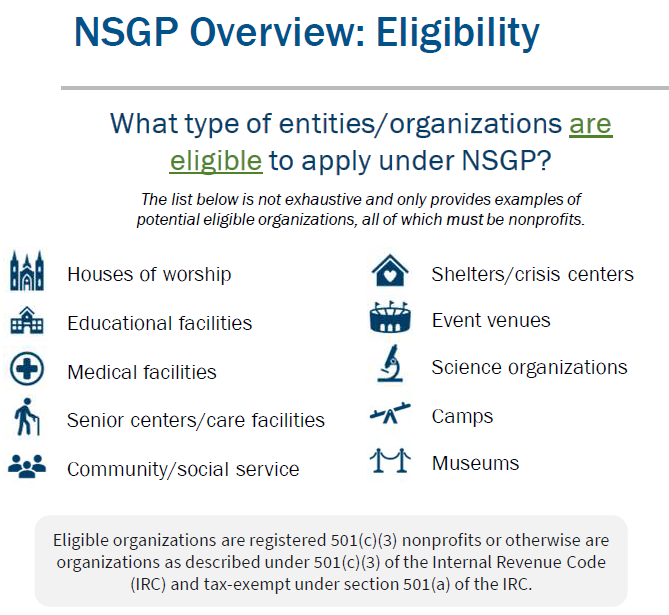 NSGP Overview: Eligibility
What type of entities/organizations are
eligible to apply under NSGP?
The list below is not exhaustive and only provides examples of
potential eligible organizations, all of which must be nonprofits.
Houses of worship
Educational facilities
Medical facilities
Senior centers/care facilities
Community/social service
Shelters/crisis centers
Event venues
Science organizations
Camps
Museums
Eligible organizations are registered 501(c)(3) nonprofits or otherwise are
organizations as described under 501(c)(3) of the Internal Revenue Code
(IRC) and tax-exempt under section 501(a) of the IRC.